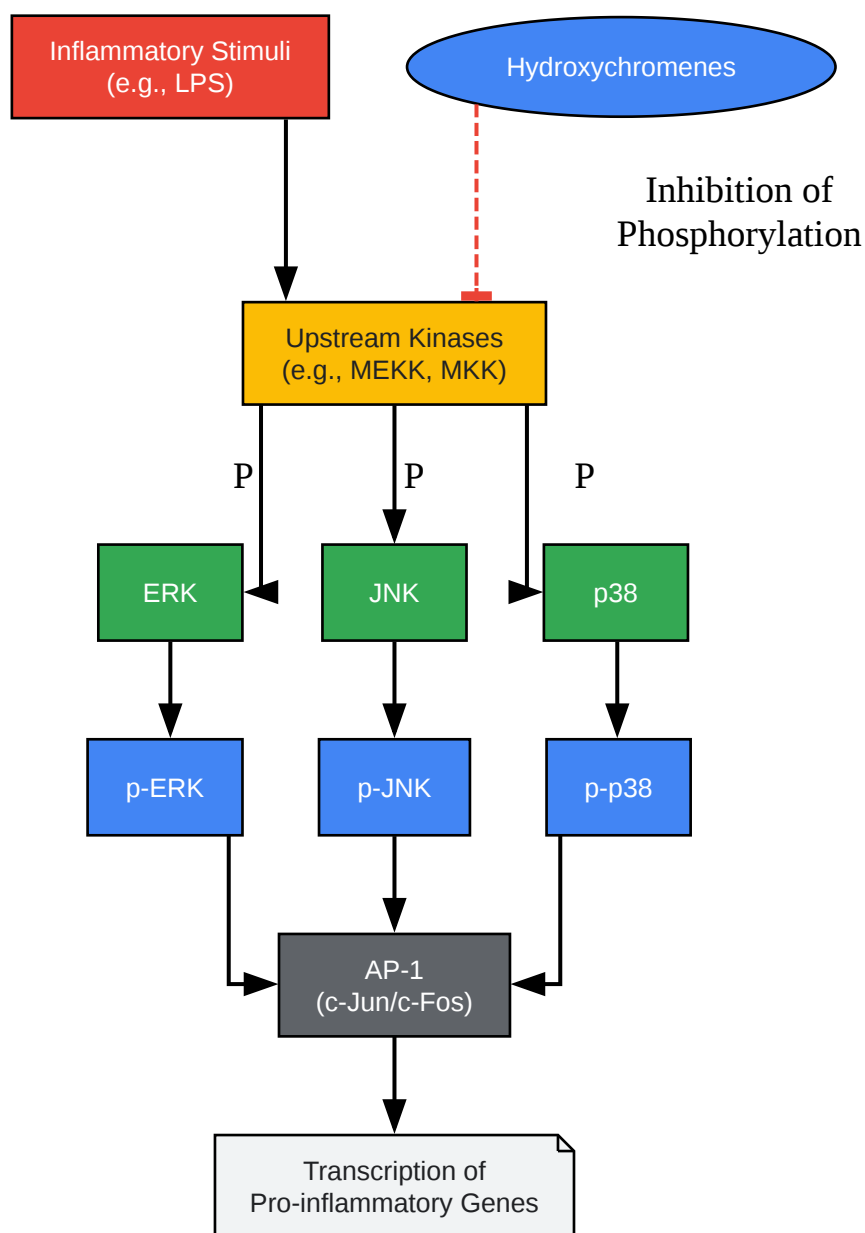 Inflammatory Stimuli
(e.g., LPS)
Hydroxychromenes
Inhibition of
Phosphorylation
Upstream Kinases
(e.g., MEKK, MKK)
P
P
P
ERK
JNK
p38
p-ERK
p-JNK
p-p38
AP-1
(c-Jun/c-Fos)
Transcription of
Pro-inflammatory Genes